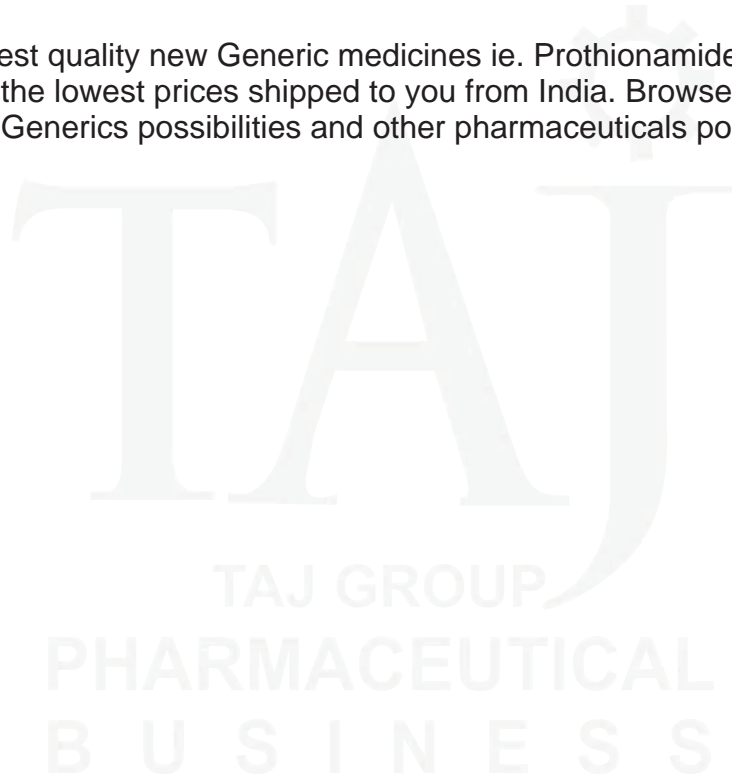 est quality new Generic medicines ie. Prothionamide
the lowest prices shipped to you from India. Browse
Generics possibilities and other pharmaceuticals po
TAJ
TAJ GROUP
PHARMACEUTICAL
BUSINESS